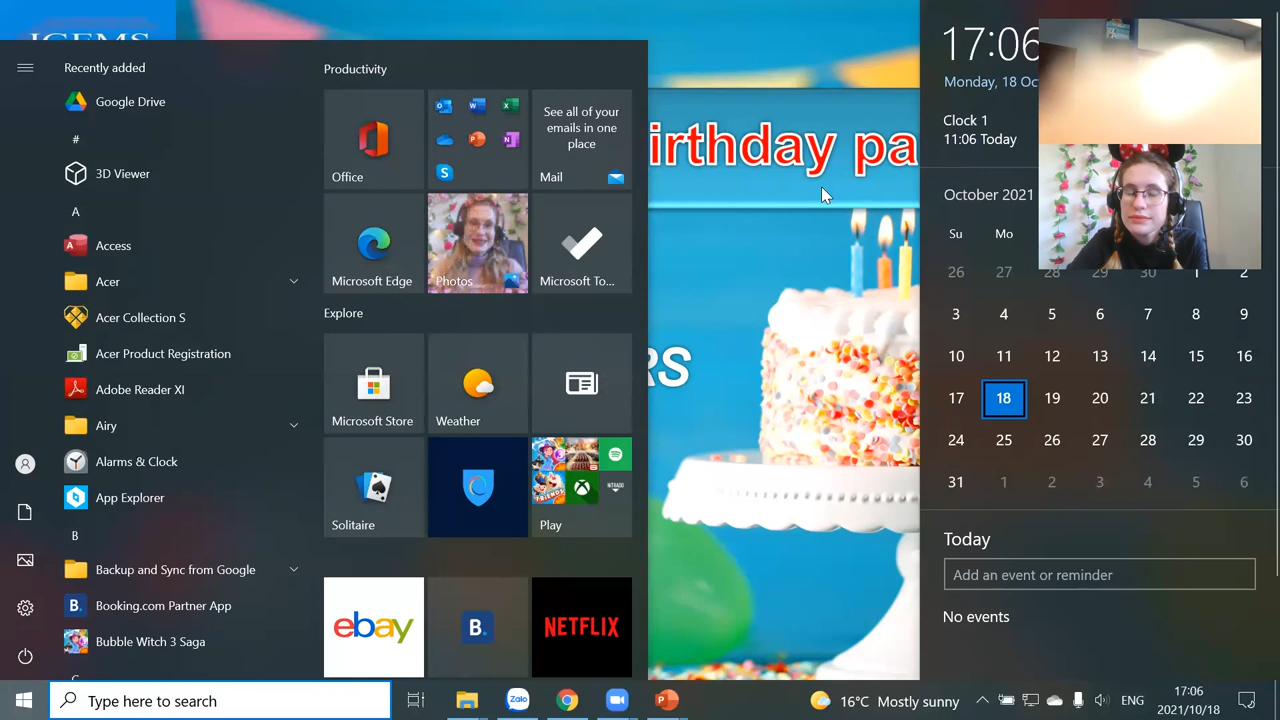 IGEMS
Recently added
Google Drive
#
3D Viewer
A
Access
Acer
Acer Collection S
Acer Product Registration
Adobe Reader XI
Airy
Alarms & Clock
App Explorer
B
Backup and Sync from Google
Booking.com Partner App
Bubble Witch 3 Saga
Productivity
Office
See all of your
emails in one
place
Mail
Microsoft Edge
Photos
Microsoft To...
Explore
Microsoft Store
Weather
Solitaire
Play
ebay
B.
NETFLIX
irthday pa
RS
17:06
Monday, 18 Oc
Clock 1
11:06 Today
October 2021
Su Mo
26 27 28 29 30 1 2
3 4 5 6 7 8 9
10 11 12 13 14 15 16
17 18 19 20 21 22 23
24 25 26 27 28 29 30
31 1 2 3 4 5 6
Today
Add an event or reminder
No events
Type here to search
Zalo
16°C Mostly sunny
ENG
17:06
2021/10/18